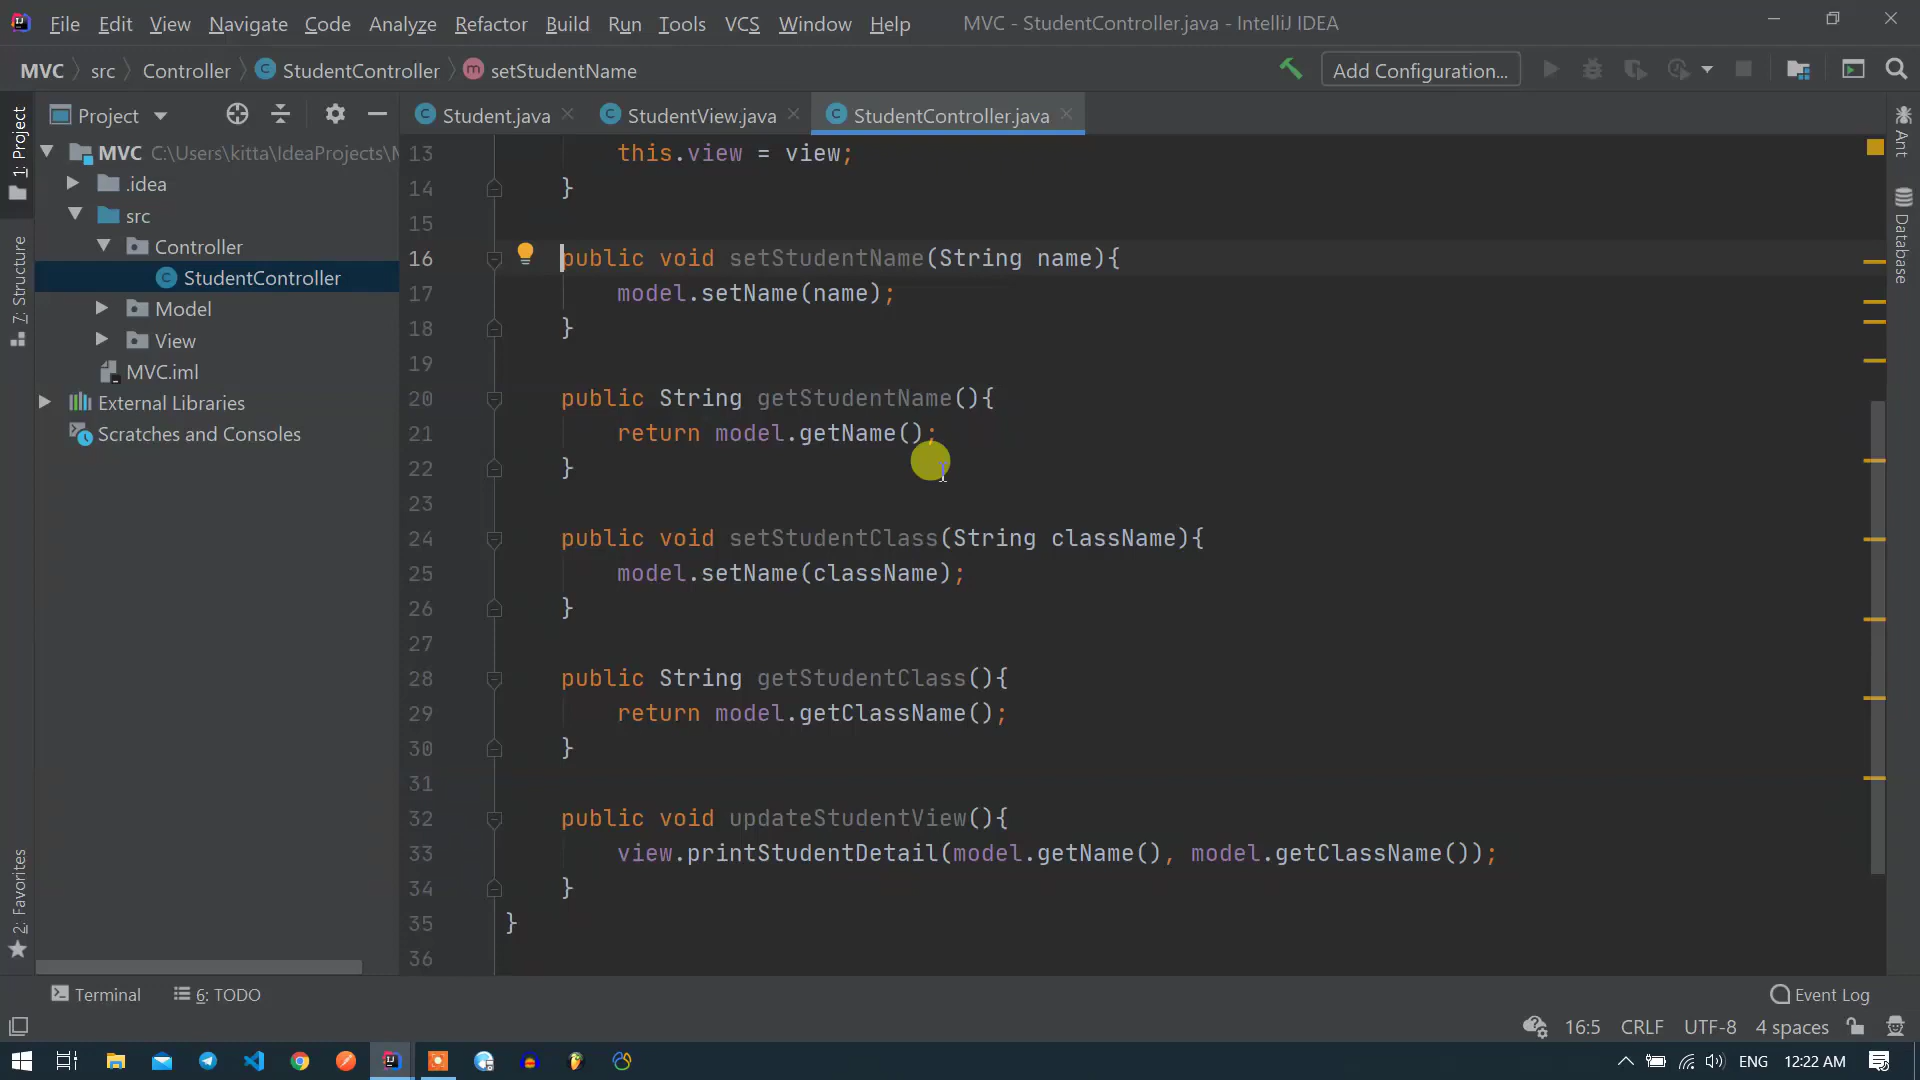 File Edit View Navigate Code Analyze Refactor Build Run Tools VCS Window Help MVC - StudentController.java - IntelliJ IDEA
MVC src Controller StudentController setStudentName Add Configuration...
Project Student.java StudentView.java StudentController.java
1: Project
7: Structure
2: Favorites
MVC C:\Users\kitta\IdeaProjects\
.idea
src
Controller
StudentController
Model
View
MVC.iml
External Libraries
Scratches and Consoles
13 this.view = view;
14 }
15
16 public void setStudentName(String name){
17 model.setName(name);
18 }
19
20 public String getStudentName(){
21 return model.getName();
22 }
23
24 public void setStudentClass(String className){
25 model.setName(className);
26 }
27
28 public String getStudentClass(){
29 return model.getClassName();
30 }
31
32 public void updateStudentView(){
33 view.printStudentDetail(model.getName(), model.getClassName());
34 }
35 }
36
Ant
Database
Terminal 6: TODO Event Log
16:5 CRLF UTF-8 4 spaces
ENG 12:22 AM